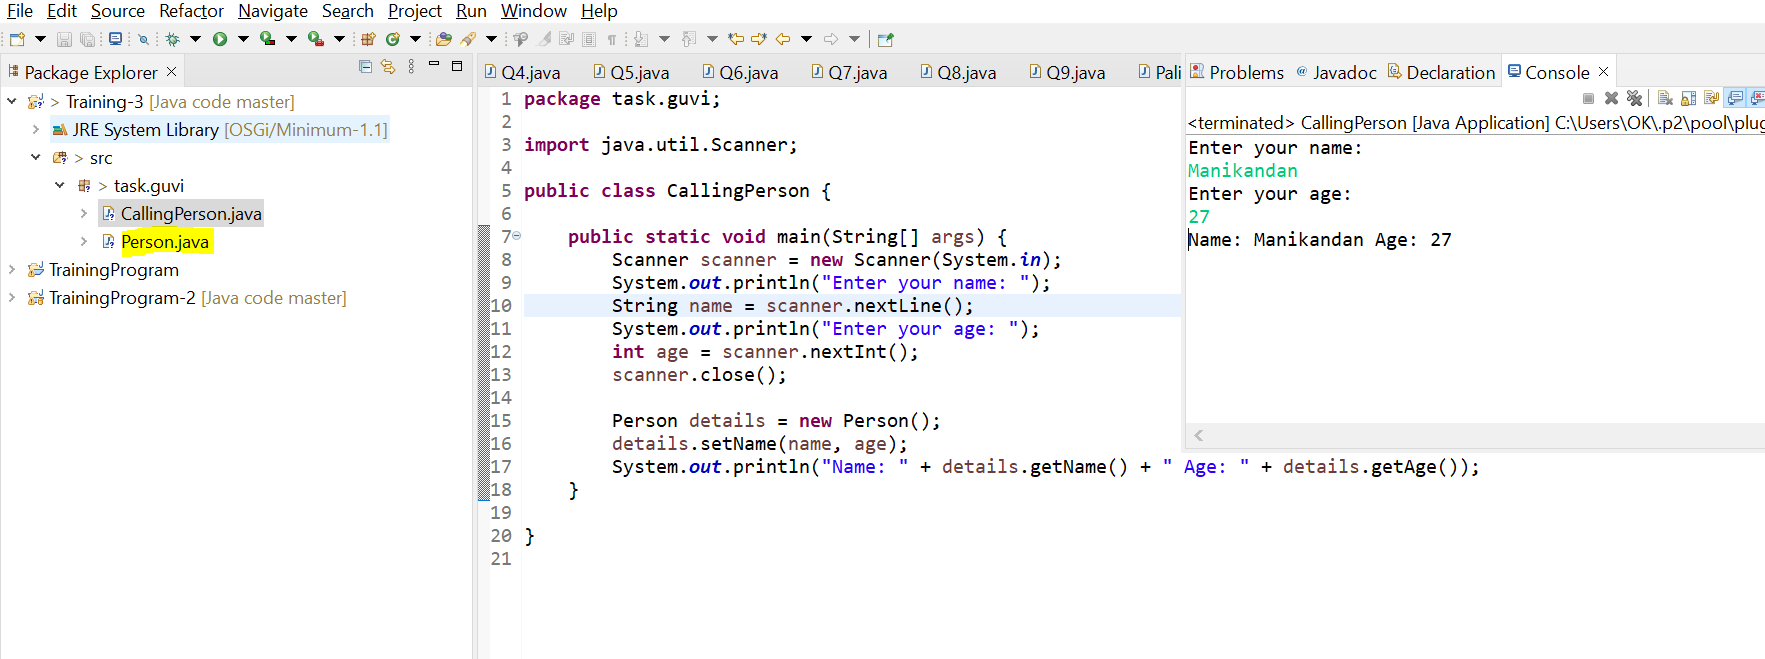 File Edit Source Refactor Navigate Search Project Run Window Help
Package Explorer
Training-3 [Java code master]
JRE System Library [OSGi/Minimum-1.1]
src
task.guvi
CallingPerson.java
Person.java
TrainingProgram
TrainingProgram-2 [Java code master]
Q4.java Q5.java Q6.java Q7.java Q8.java Q9.java Pali
1 package task.guvi;
2
3 import java.util.Scanner;
4
5 public class CallingPerson {
6
7 public static void main(String[] args) {
8 Scanner scanner = new Scanner(System.in);
9 System.out.println("Enter your name: ");
10 String name = scanner.nextLine();
11 System.out.println("Enter your age: ");
12 int age = scanner.nextInt();
13 scanner.close();
14
15 Person details = new Person();
16 details.setName(name, age);
17 System.out.println("Name: " + details.getName() + " Age: " + details.getAge());
18 }
19
20 }
21
Problems Javadoc Declaration Console
<terminated> CallingPerson [Java Application] C:\Users\OK\.p2\pool\plug
Enter your name:
Manikandan
Enter your age:
27
Name: Manikandan Age: 27